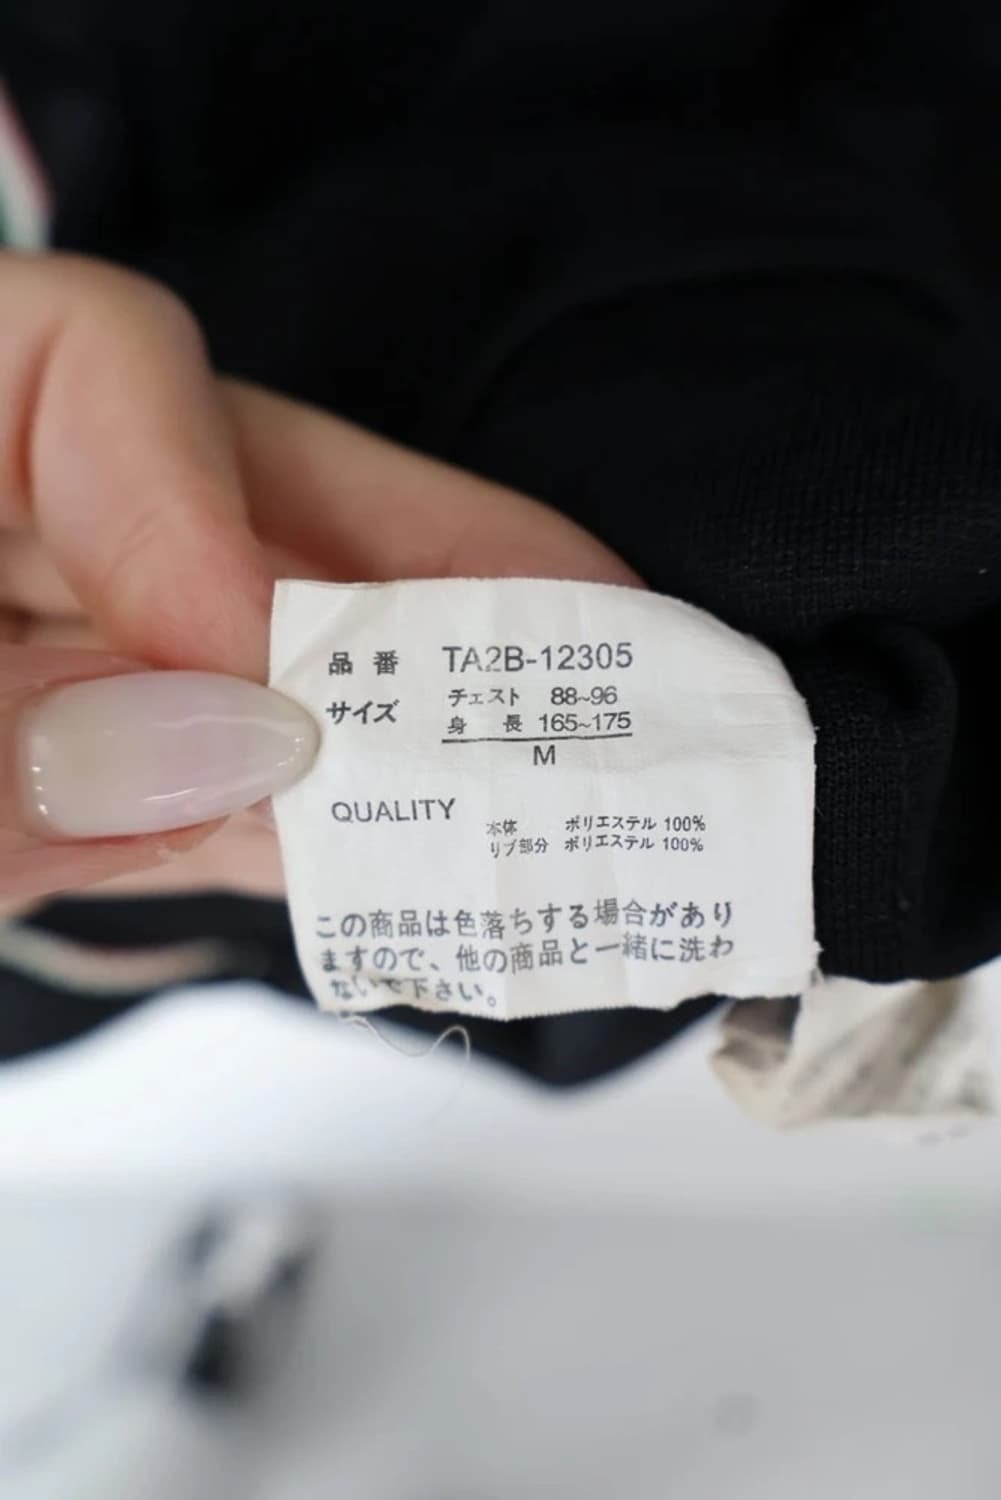 品番 TA2B-12305
サイズ チェスト 88~96
身長 165~175
M
QUALITY
本体 ポリエステル 100%
リブ部分 ポリエステル 100%
この商品は色落ちする場合があり
ますので、他の商品と一緒に洗わ
ないで下さい。